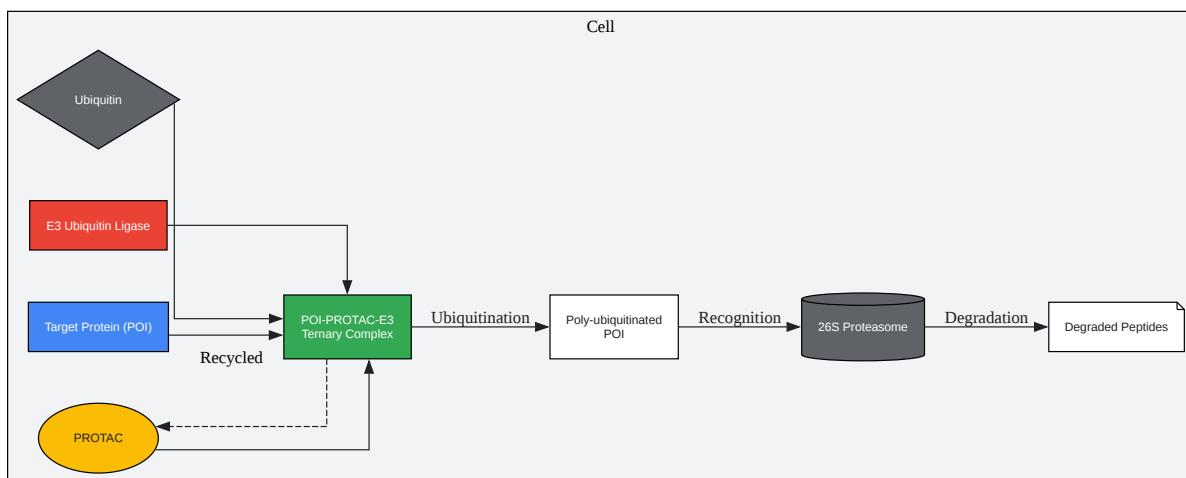 Cell
Ubiquitin
E3 Ubiquitin Ligase
Target Protein (POI)
Recycled
PROTAC
POI-PROTAC-E3
Ternary Complex
Ubiquitination
Poly-ubiquitinated
POI
Recognition
26S Proteasome
Degradation
Degraded Peptides